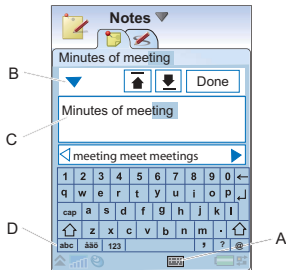 Notes
Minutes of meeting
B
Done
Minutes of meeting
C
meeting meet meetings
1 2 3 4 5 6 7 8 9 0 ←
q w e r t y u i o p
cap a s d f g h j k l
z x c v b n m .
D
abc áäö 123 , ? @
A